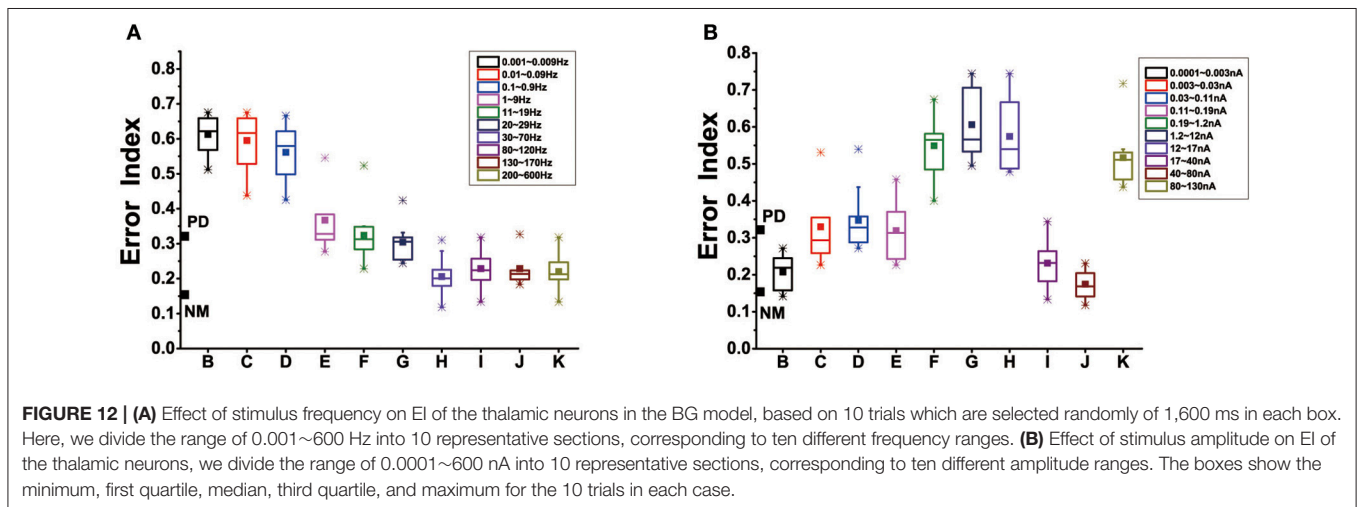 A
Error Index
0.8
0.7
0.6
0.5
0.4
0.3
0.2
0.1
0.0
PD
NM
B C D E F G H I J K
0.001~0.009Hz
0.01~0.09Hz
0.1~0.9Hz
1~9Hz
11~19Hz
20~29Hz
30~70Hz
80~120Hz
130~170Hz
200~600Hz
B
Error Index
0.8
0.7
0.6
0.5
0.4
0.3
0.2
0.1
0.0
PD
NM
B C D E F G H I J K
0.0001~0.003nA
0.003~0.03nA
0.03~0.11nA
0.11~0.19nA
0.19~1.2nA
1.2~12nA
12~17nA
17~40nA
40~80nA
80~130nA
FIGURE 12 | (A) Effect of stimulus frequency on EI of the thalamic neurons in the BG model, based on 10 trials which are selected randomly of 1,600 ms in each box.
Here, we divide the range of 0.001~600 Hz into 10 representative sections, corresponding to ten different frequency ranges. (B) Effect of stimulus amplitude on EI of
the thalamic neurons, we divide the range of 0.0001~600 nA into 10 representative sections, corresponding to ten different amplitude ranges. The boxes show the
minimum, first quartile, median, third quartile, and maximum for the 10 trials in each case.